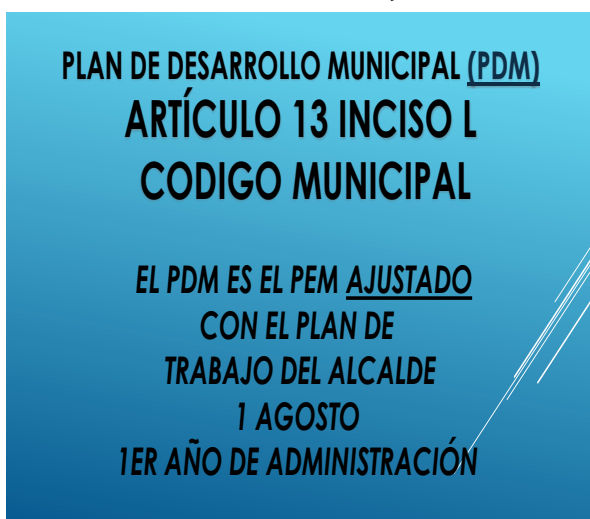 PLAN DE DESARROLLO MUNICIPAL (PDM)
ARTÍCULO 13 INCISO L
CODIGO MUNICIPAL
EL PDM ES EL PEM AJUSTADO
CON EL PLAN DE
TRABAJO DEL ALCALDE
1 AGOSTO
1ER AÑO DE ADMINISTRACIÓN